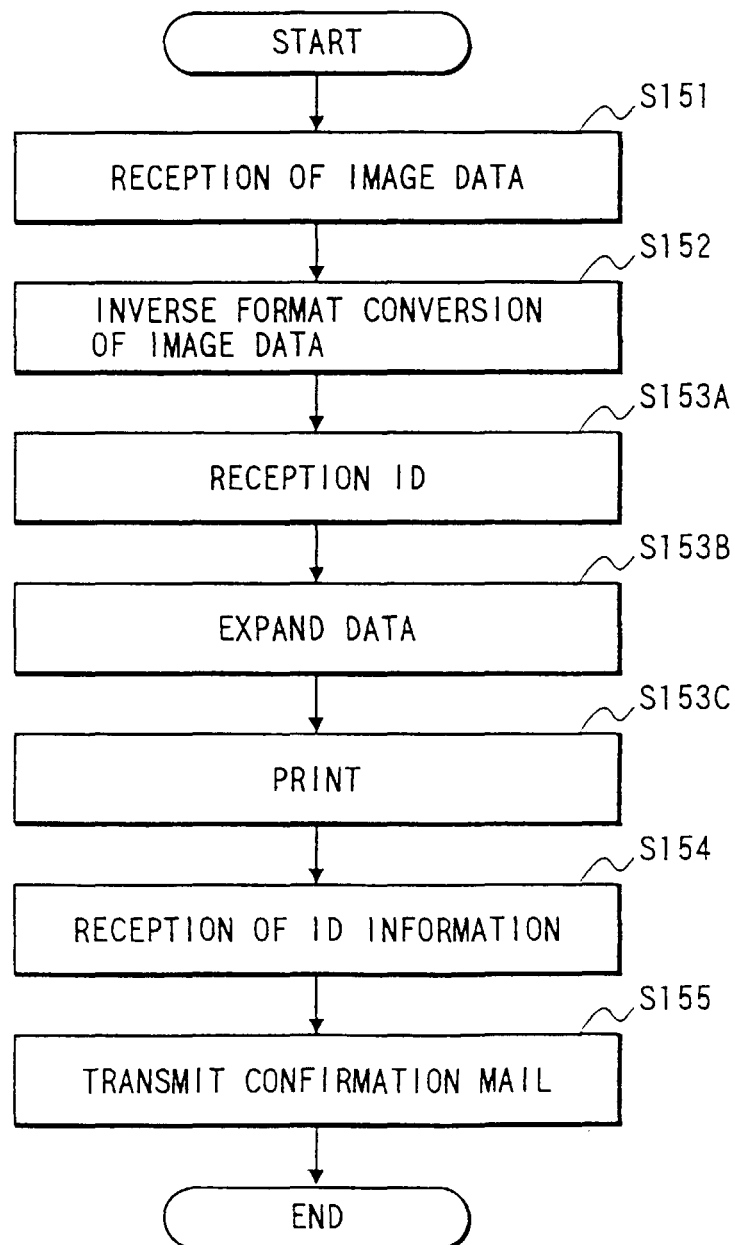 START
S151
RECEPTION OF IMAGE DATA
S152
INVERSE FORMAT CONVERSION
OF IMAGE DATA
S153A
RECEPTION ID
S153B
EXPAND DATA
S153C
PRINT
S154
RECEPTION OF ID INFORMATION
S155
TRANSMIT CONFIRMATION MAIL
END